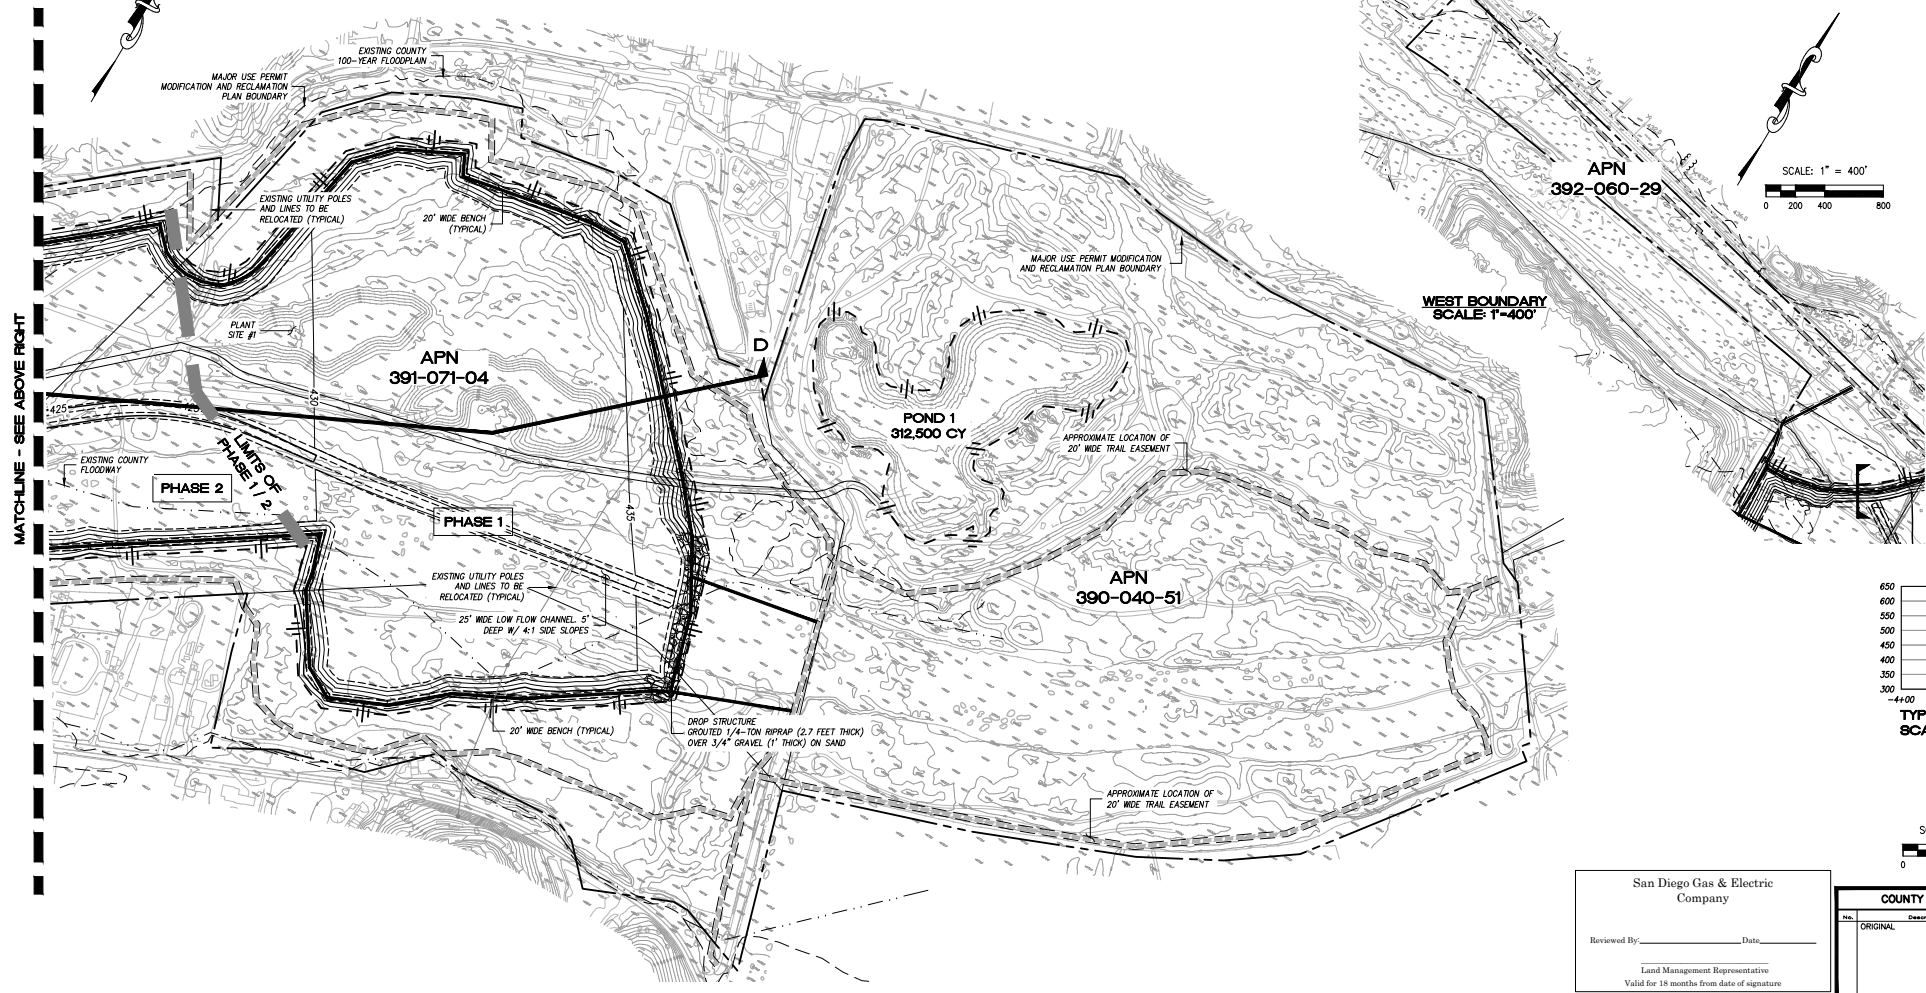 EXISTING COUNTY
100-YEAR FLOODPLAIN
MAJOR USE PERMIT
MODIFICATION AND RECLAMATION
PLAN BOUNDARY
EXISTING UTILITY POLES
AND LINES TO BE
RELOCATED (TYPICAL)
20' WIDE BENCH
(TYPICAL)
PLANT
SITE #1
APN
391-071-04
430
425
425
435
D
MATCHLINE - SEE ABOVE RIGHT
EXISTING COUNTY
FLOODWAY
PHASE 2
LIMITS OF
PHASE 1 / 2
PHASE 1
EXISTING UTILITY POLES
AND LINES TO BE
RELOCATED (TYPICAL)
25' WIDE LOW FLOW CHANNEL. 5'
DEEP W/ 4:1 SIDE SLOPES
20' WIDE BENCH (TYPICAL)
DROP STRUCTURE
GROUTED 1/4-TON RIPRAP (2.7 FEET THICK)
OVER 3/4" GRAVEL (1' THICK) ON SAND
MAJOR USE PERMIT MODIFICATION
AND RECLAMATION PLAN BOUNDARY
POND 1
312,500 CY
APPROXIMATE LOCATION OF
20' WIDE TRAIL EASEMENT
APN
390-040-51
APPROXIMATE LOCATION OF
20' WIDE TRAIL EASEMENT
APN
392-060-29
SCALE: 1" = 400'
0 200 400 800
WEST BOUNDARY
SCALE: 1"=400'
650
600
550
500
450
400
350
300
-4+00
TYP
SCA
S
0
San Diego Gas & Electric
Company
Reviewed By: Date
Land Management Representative
Valid for 18 months from date of signature
COUNTY
No. Descr
ORIGINAL